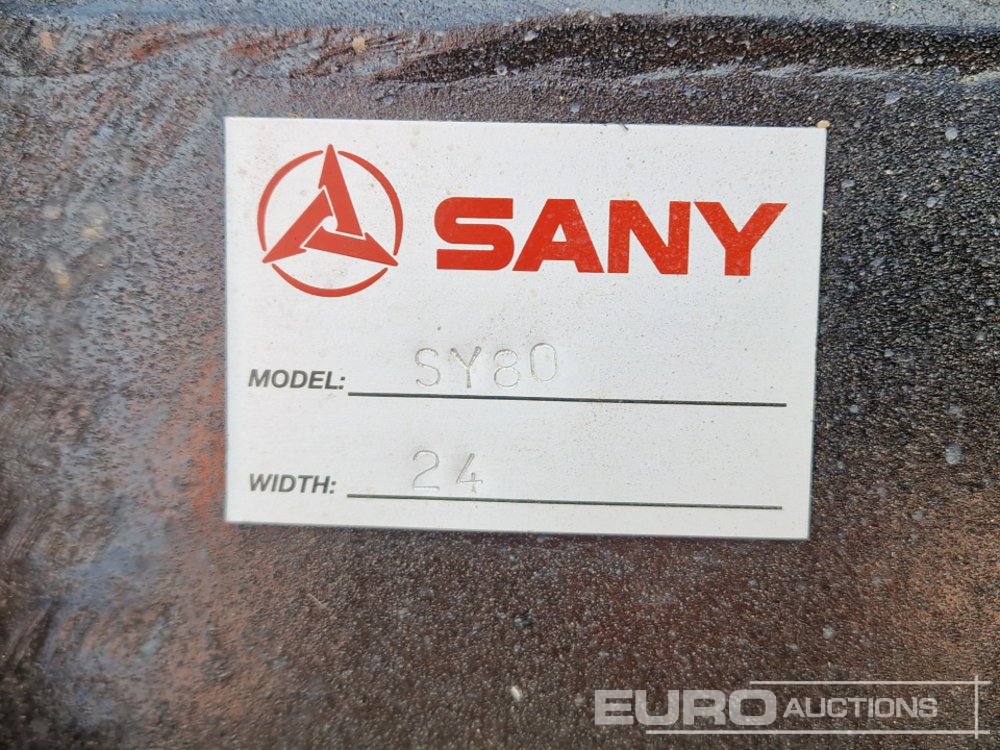 SANY
MODEL: SY80
WIDTH: 24
EURO AUCTIONS